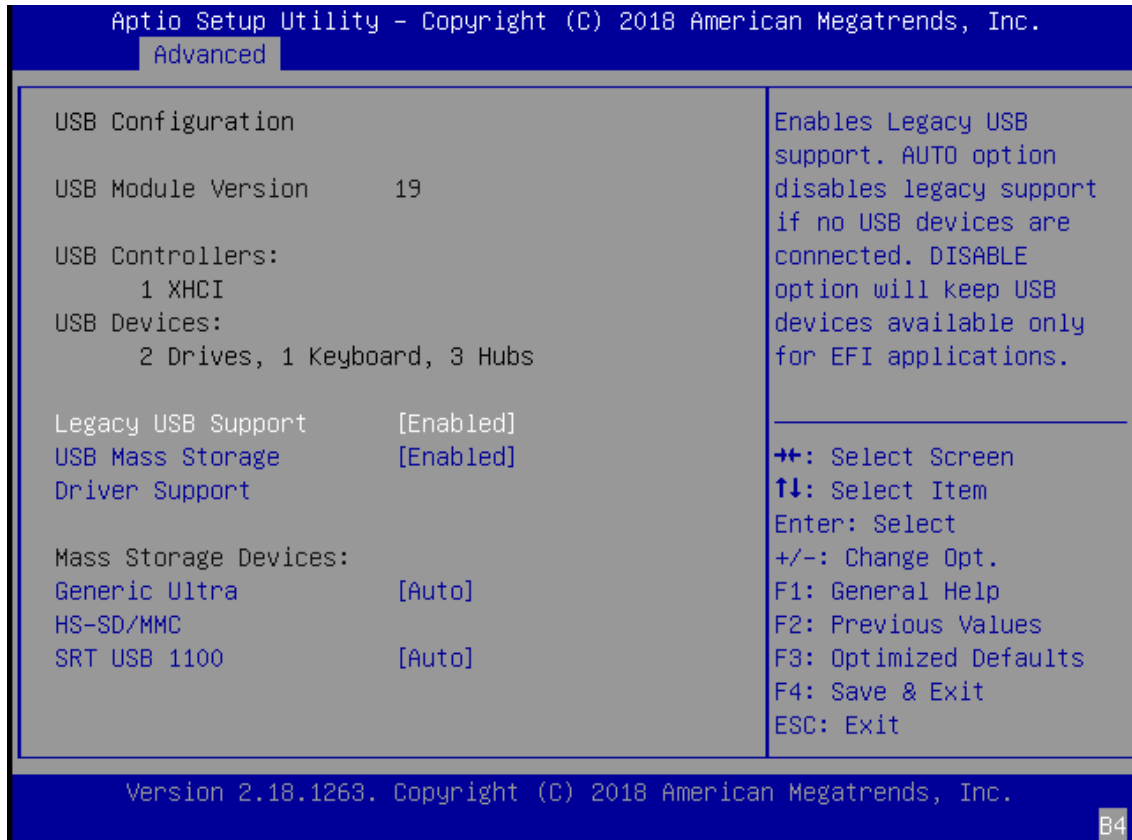 Aptio Setup Utility – Copyright (C) 2018 American Megatrends, Inc.
Advanced
USB Configuration
USB Module Version 19
USB Controllers:
1 XHCI
USB Devices:
2 Drives, 1 Keyboard, 3 Hubs
Legacy USB Support [Enabled]
USB Mass Storage [Enabled]
Driver Support
Mass Storage Devices:
Generic Ultra [Auto]
HS-SD/MMC
SRT USB 1100 [Auto]
Enables Legacy USB
support. AUTO option
disables legacy support
if no USB devices are
connected. DISABLE
option will keep USB
devices available only
for EFI applications.
→←: Select Screen
↑↓: Select Item
Enter: Select
+/-: Change Opt.
F1: General Help
F2: Previous Values
F3: Optimized Defaults
F4: Save & Exit
ESC: Exit
Version 2.18.1263. Copyright (C) 2018 American Megatrends, Inc.
B4